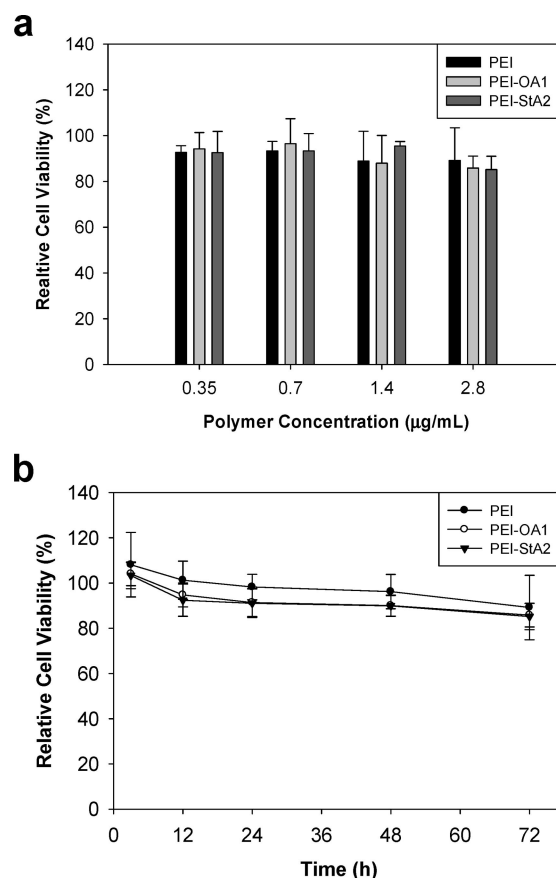 a
140
120
100
80
60
40
20
0
Realtive Cell Viability (%)
PEI
PEI-OA1
PEI-StA2
0.35 0.7 1.4 2.8
Polymer Concentration (µg/mL)
b
140
120
100
80
60
40
20
0
Relative Cell Viability (%)
PEI
PEI-OA1
PEI-StA2
0 12 24 36 48 60 72
Time (h)